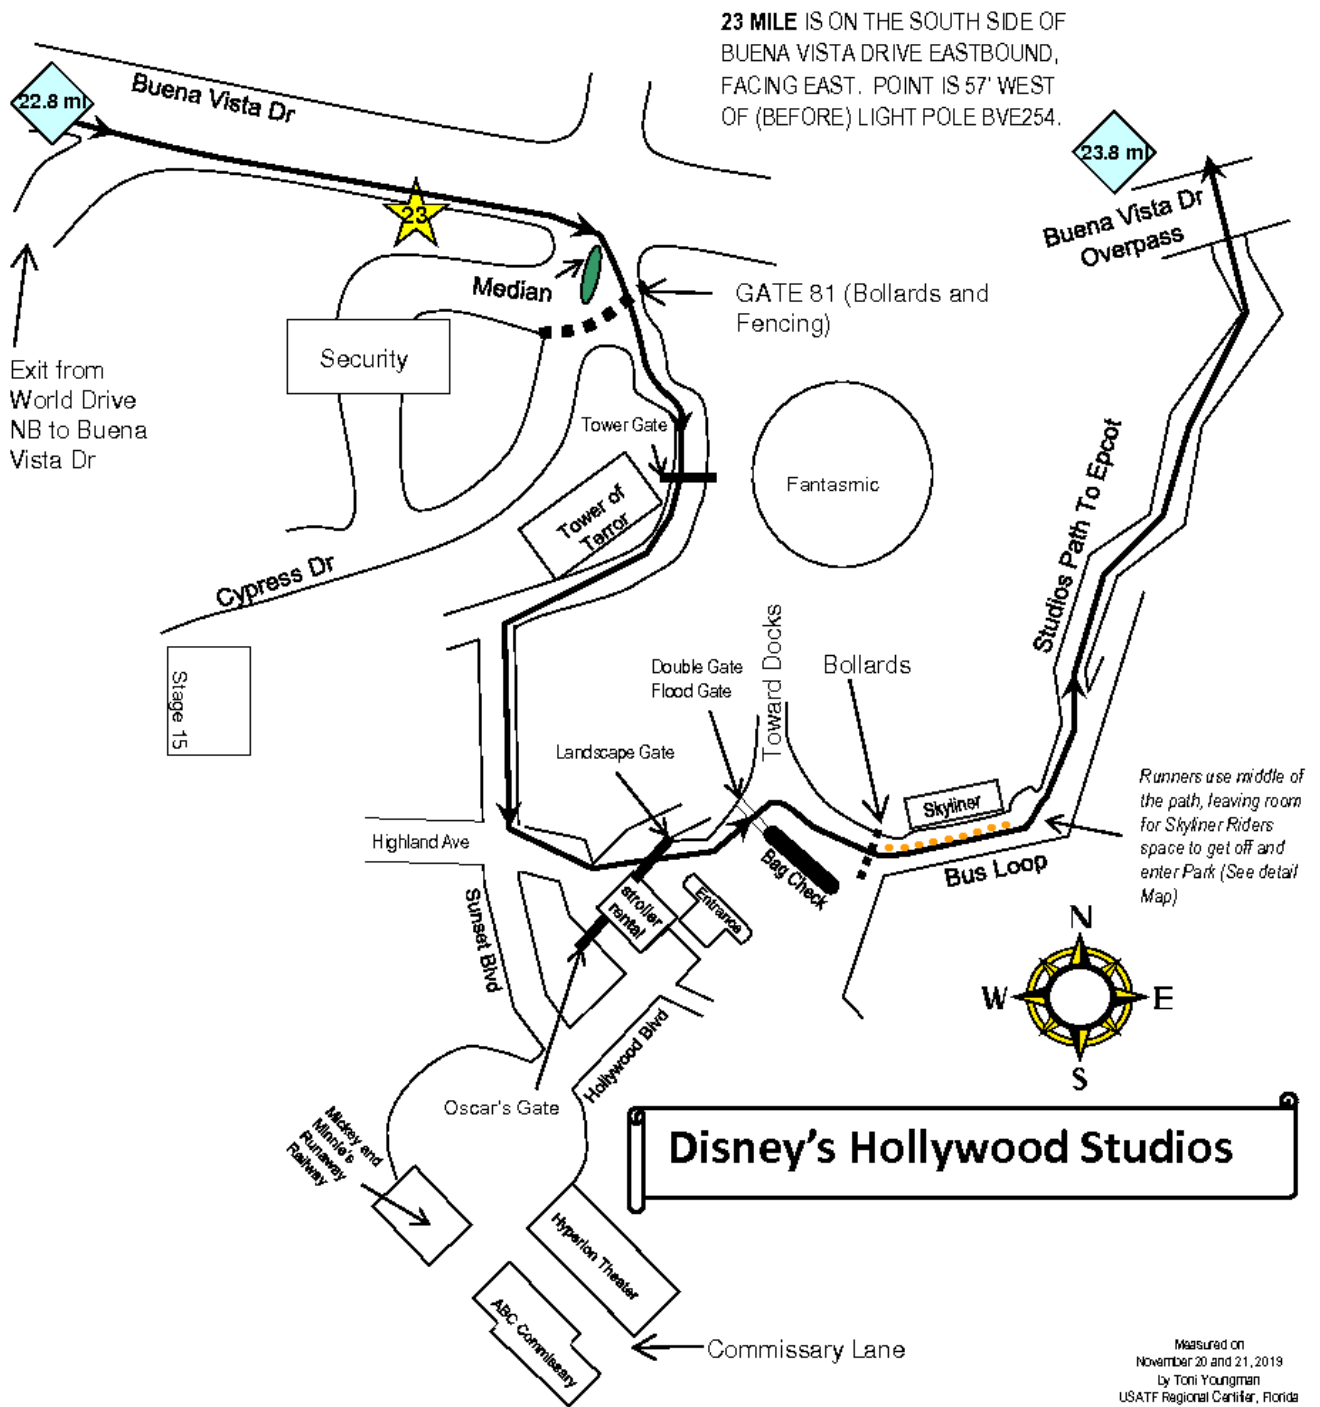 23 MILE IS ON THE SOUTH SIDE OF
BUENA VISTA DRIVE EASTBOUND,
FACING EAST. POINT IS 57' WEST
OF (BEFORE) LIGHT POLE BVE254.
22.8 mi
Buena Vista Dr
23.8 mi
23
Buena Vista Dr
Overpass
Median
GATE 81 (Bollards and
Fencing)
Security
Exit from
World Drive
NB to Buena
Vista Dr
Tower Gate
Fantasmic
Tower of
Terror
Studios Path To Epcot
Cypress Dr
Stage 15
Toward Docks
Double Gate
Flood Gate
Bollards
Landscape Gate
Skyliner
Runners use middle of
the path, leaving room
for Skyliner Riders
space to get off and
enter Park (See detail
Map)
Highland Ave
Bag Check
Bus Loop
stroller
rental
Entrance
Sunset Blvd
N
W
E
S
Hollywood Blvd
Oscar's Gate
Mickey and
Minnie's
Runaway
Railway
Disney's Hollywood Studios
Hyperion Theater
ABC Commissary
Commissary Lane
Measured on
November 20 and 21, 2019
by Toni Youngman
USATF Regional Certifier, Florida